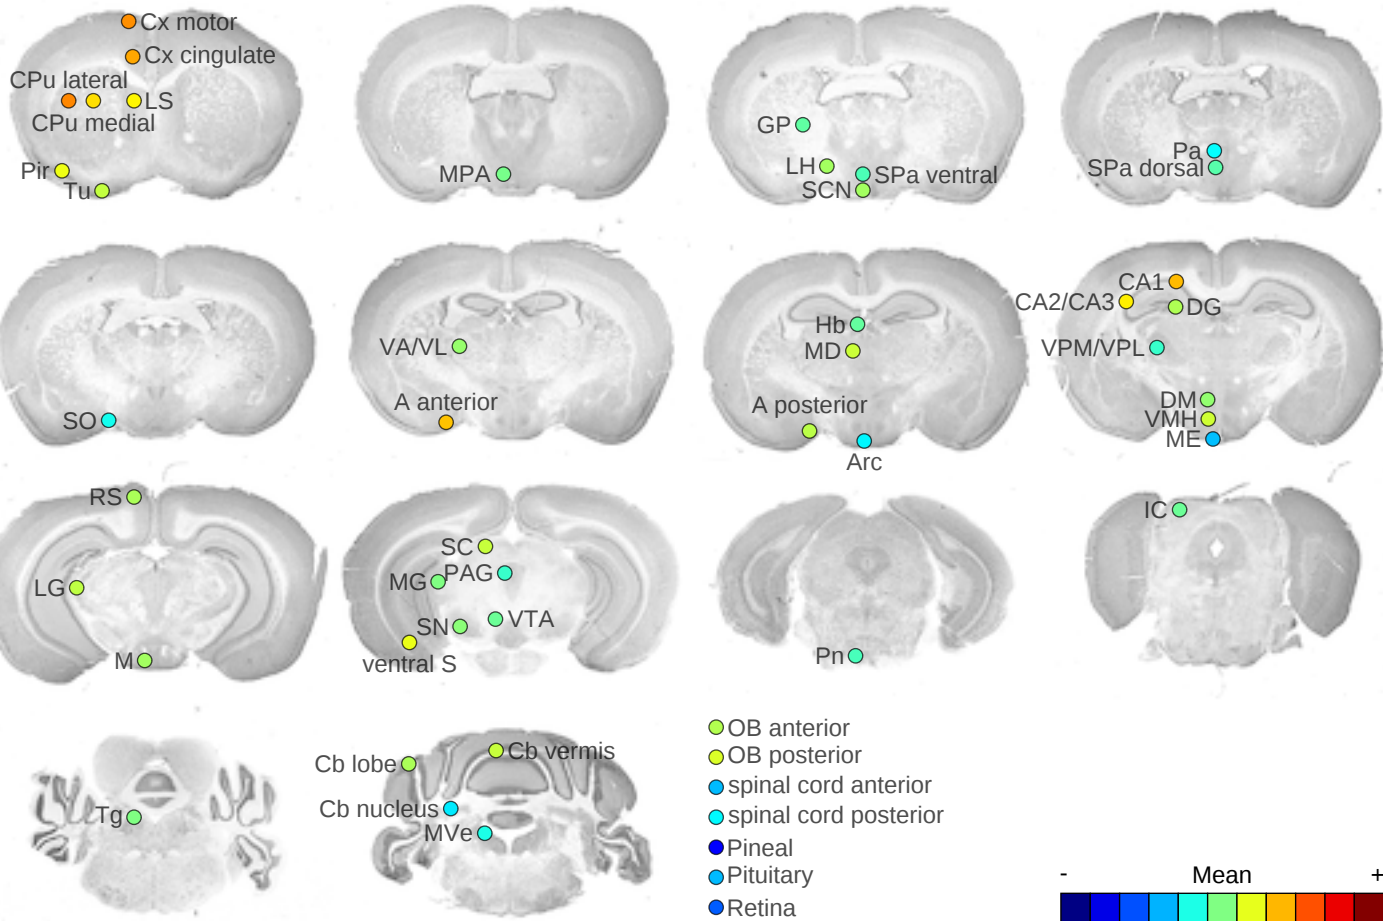 Cx motor
Cx cingulate
CPu lateral
LS
CPu medial
Pir
Tu
MPA
GP
LH
SPa ventral
SCN
Pa
SPa dorsal
SO
VA/VL
A anterior
Hb
MD
A posterior
Arc
CA1
CA2/CA3
DG
VPM/VPL
DM
VMH
ME
RS
LG
M
SC
MG
PAG
SN
VTA
ventral S
Pn
IC
Tg
Cb lobe
Cb vermis
Cb nucleus
MVe
OB anterior
OB posterior
spinal cord anterior
spinal cord posterior
Pineal
Pituitary
Retina
- Mean +